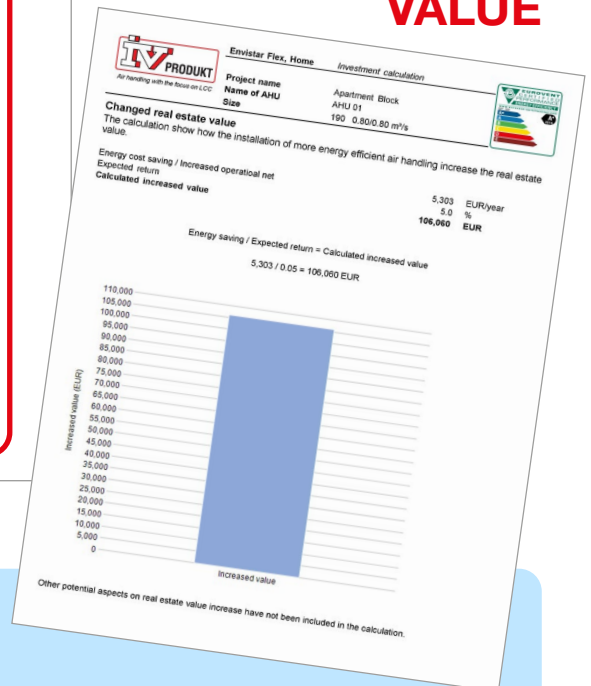 VALUE
IV PRODUKT
Air handling with the focus on LCC
Envistar Flex, Home
Investment calculation
Project name Apartment Block
Name of AHU AHU 01
Size 190 0.80/0.80 m³/s
EUROVENT
CERTIFIED
PERFORMANCE
Changed real estate value
The calculation show how the installation of more energy efficient air handling increase the real estate
value.
Energy cost saving / Increased operatioal net 5,303 EUR/year
Expected return 5.0 %
Calculated increased value 106,060 EUR
Energy saving / Expected return = Calculated increased value
5,303 / 0.05 = 106,060 EUR
Increased value (EUR)
110,000
105,000
100,000
95,000
90,000
85,000
80,000
75,000
70,000
65,000
60,000
55,000
50,000
45,000
40,000
35,000
30,000
25,000
20,000
15,000
10,000
5,000
0
Increased value
Other potential aspects on real estate value increase have not been included in the calculation.